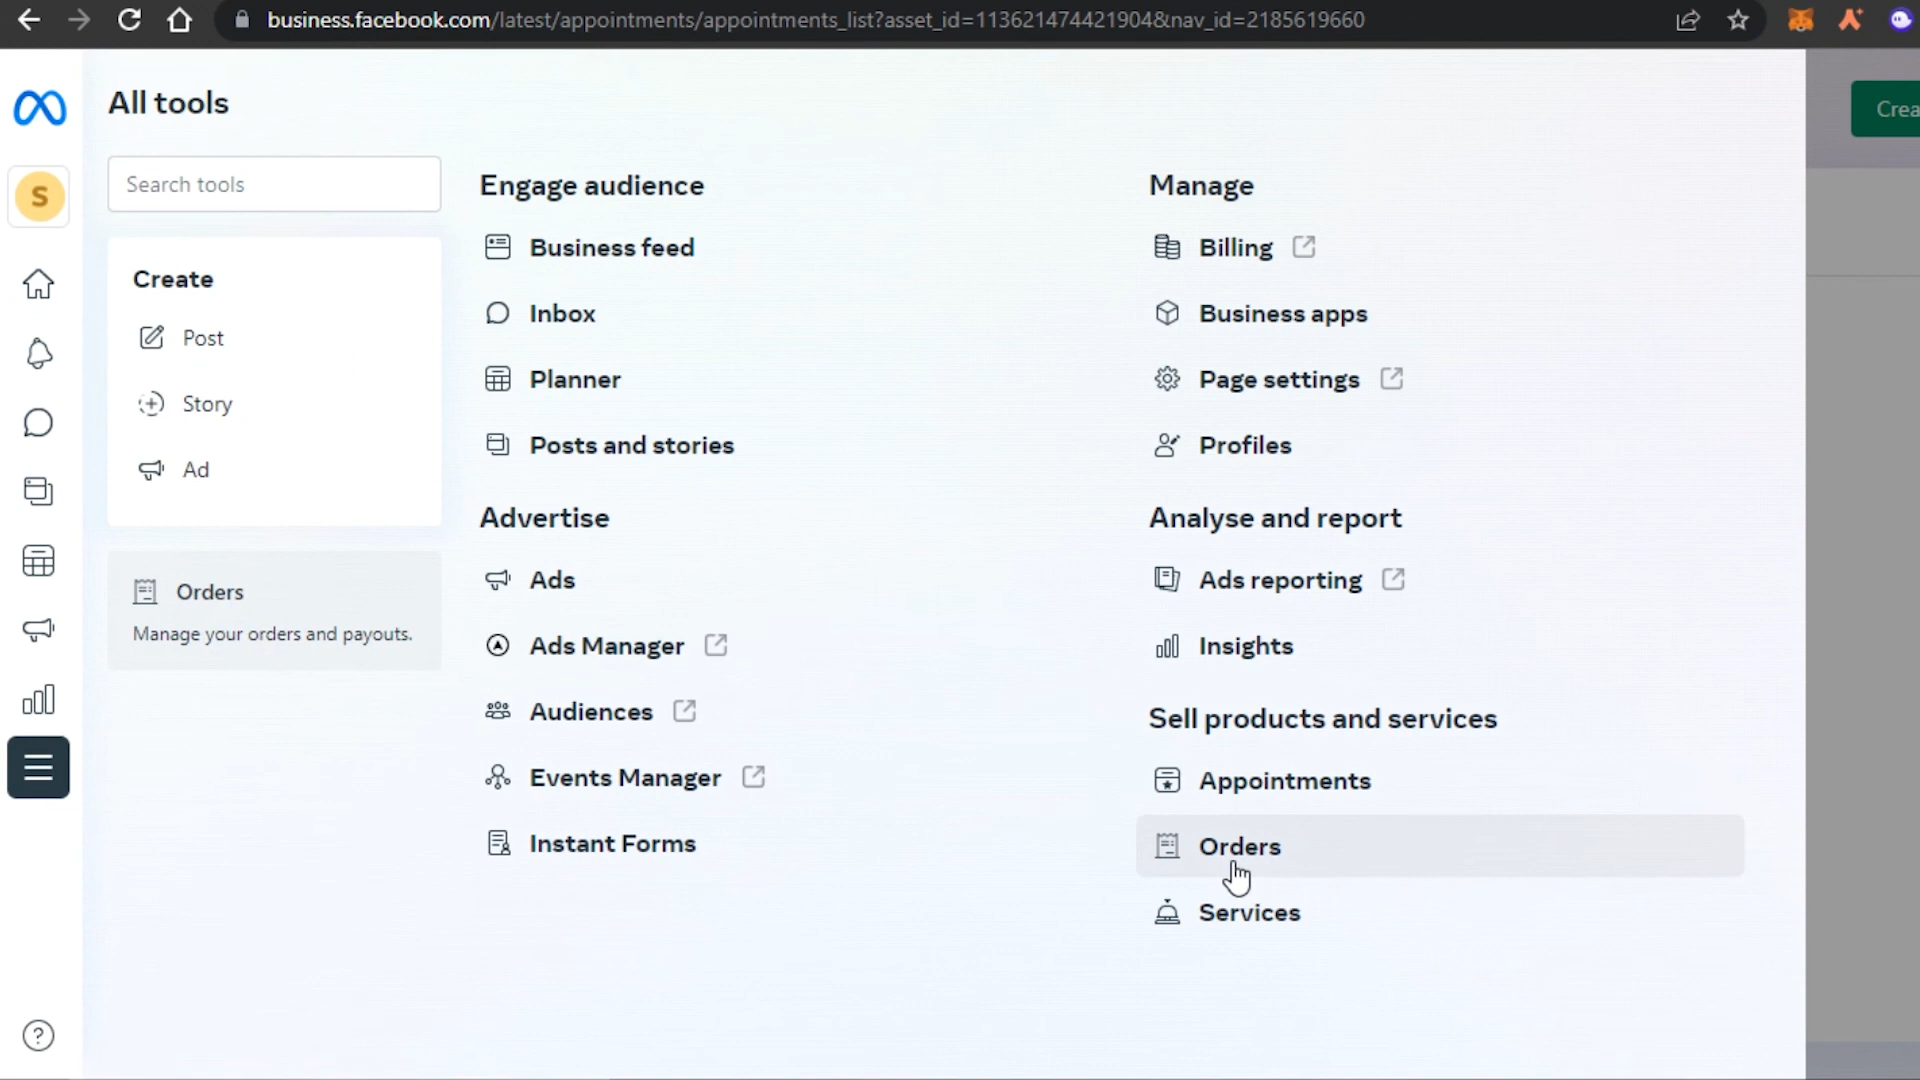 business.facebook.com/latest/appointments/appointments_list?asset_id=113621474421904&nav_id=2185619660
All tools
Search tools
Create
Post
Story
Ad
Orders
Manage your orders and payouts.
Engage audience
Business feed
Inbox
Planner
Posts and stories
Advertise
Ads
Ads Manager
Audiences
Events Manager
Instant Forms
Manage
Billing
Business apps
Page settings
Profiles
Analyse and report
Ads reporting
Insights
Sell products and services
Appointments
Orders
Services
S
Crea